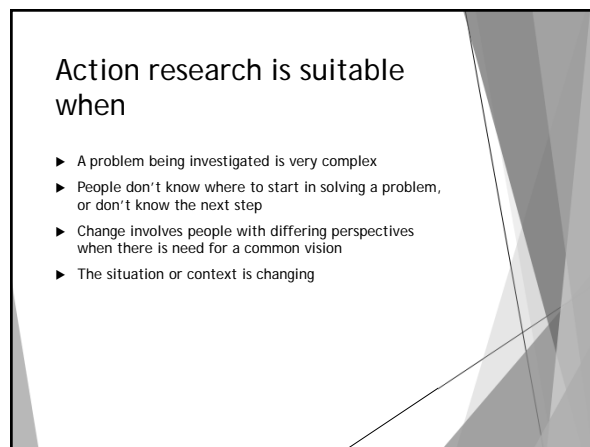 Action research is suitable
when
▶ A problem being investigated is very complex
▶ People don't know where to start in solving a problem,
or don't know the next step
▶ Change involves people with differing perspectives
when there is need for a common vision
▶ The situation or context is changing